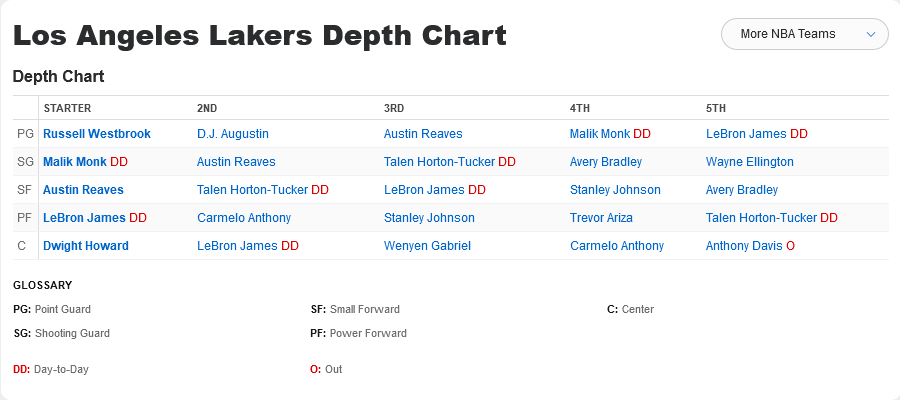 Los Angeles Lakers Depth Chart
More NBA Teams
Depth Chart
STARTER 2ND 3RD 4TH 5TH
PG Russell Westbrook D.J. Augustin Austin Reaves Malik Monk DD LeBron James DD
SG Malik Monk DD Austin Reaves Talen Horton-Tucker DD Avery Bradley Wayne Ellington
SF Austin Reaves Talen Horton-Tucker DD LeBron James DD Stanley Johnson Avery Bradley
PF LeBron James DD Carmelo Anthony Stanley Johnson Trevor Ariza Talen Horton-Tucker DD
C Dwight Howard LeBron James DD Wenyen Gabriel Carmelo Anthony Anthony Davis O
GLOSSARY
PG: Point Guard SF: Small Forward C: Center
SG: Shooting Guard PF: Power Forward
DD: Day-to-Day O: Out